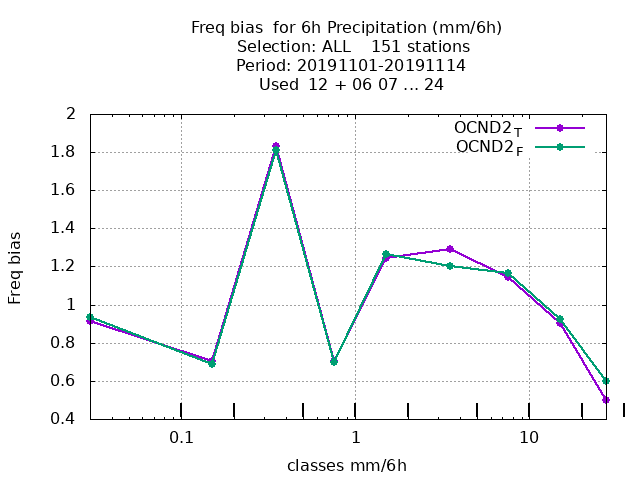 Freq bias  for 6h Precipitation (mm/6h)
Selection: ALL    151 stations
Period: 20191101-20191114
Used  12 + 06 07 ... 24
OCND2T
OCND2F
2
1.8
1.6
1.4
1.2
1
0.8
0.6
0.4
Freq bias
0.1 1 10
classes mm/6h